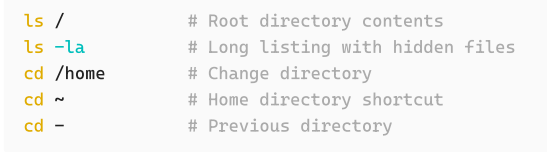 ls /            # Root directory contents
ls -la          # Long listing with hidden files
cd /home        # Change directory
cd ~            # Home directory shortcut
cd -            # Previous directory